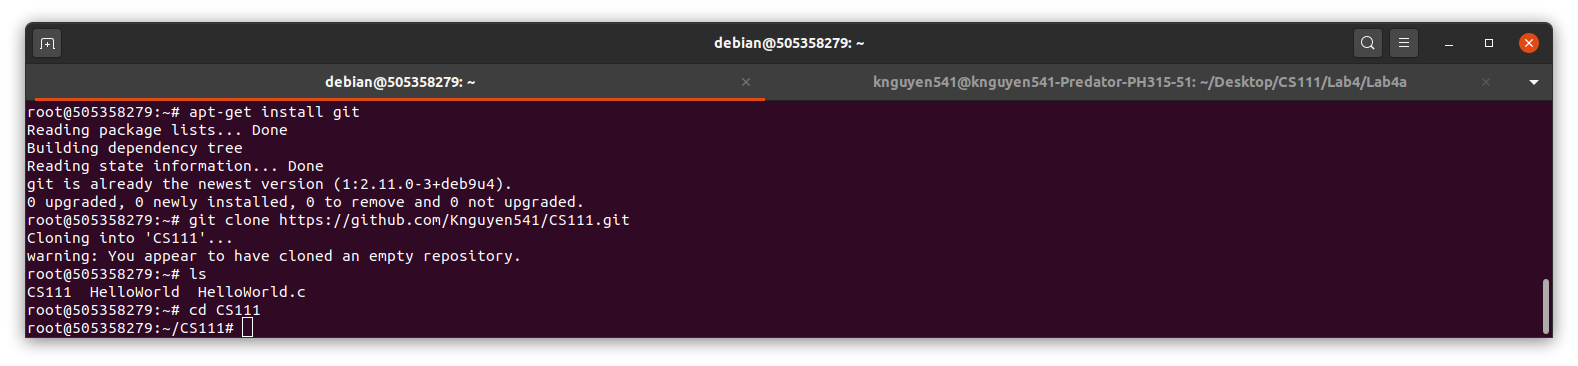 debian@505358279: ~
debian@505358279: ~
knguyen541@knguyen541-Predator-PH315-51: ~/Desktop/CS111/Lab4/Lab4a
root@505358279:~# apt-get install git
Reading package lists... Done
Building dependency tree
Reading state information... Done
git is already the newest version (1:2.11.0-3+deb9u4).
0 upgraded, 0 newly installed, 0 to remove and 0 not upgraded.
root@505358279:~# git clone https://github.com/Knguyen541/CS111.git
Cloning into 'CS111'...
warning: You appear to have cloned an empty repository.
root@505358279:~# ls
CS111  HelloWorld  HelloWorld.c
root@505358279:~# cd CS111
root@505358279:~/CS111#